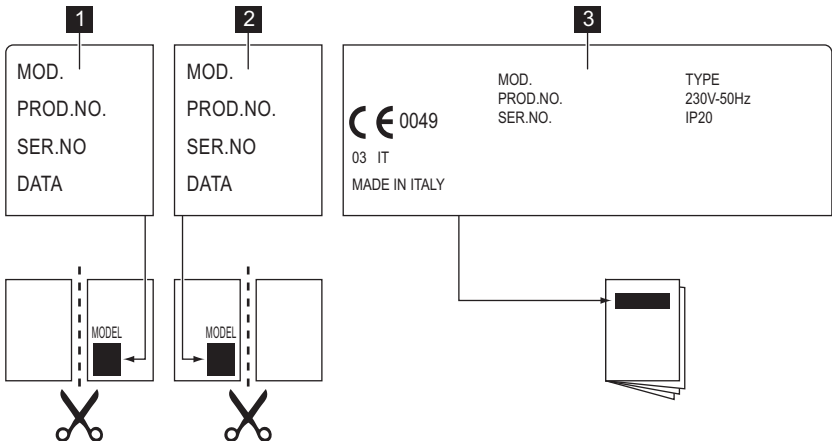 1
MOD.
PROD.NO.
SER.NO
DATA
MODEL
2
MOD.
PROD.NO.
SER.NO
DATA
MODEL
3
CE 0049
03 IT
MADE IN ITALY
MOD.
PROD.NO.
SER.NO.
TYPE
230V-50Hz
IP20